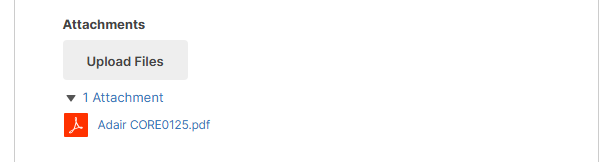 Attachments
Upload Files
1 Attachment
Adair CORE0125.pdf